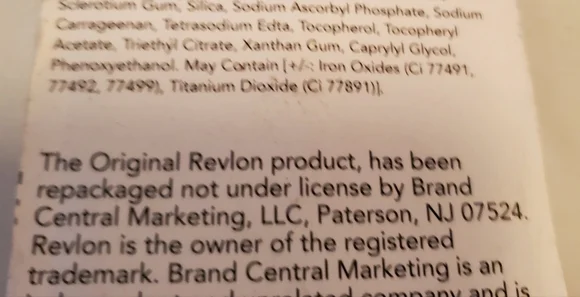 Sclerotium Gum, Silica, Sodium Ascorbyl Phosphate, Sodium
Carrageenan, Tetrasodium Edta, Tocopherol, Tocopheryl
Acetate, Triethyl Citrate, Xanthan Gum, Caprylyl Glycol,
Phenoxyethanol. May Contain [+/-: Iron Oxides (Ci 77491,
77492, 77499), Titanium Dioxide (Ci 77891)].
The Original Revlon product, has been
repackaged not under license by Brand
Central Marketing, LLC, Paterson, NJ 07524.
Revlon is the owner of the registered
trademark. Brand Central Marketing is an
company and is